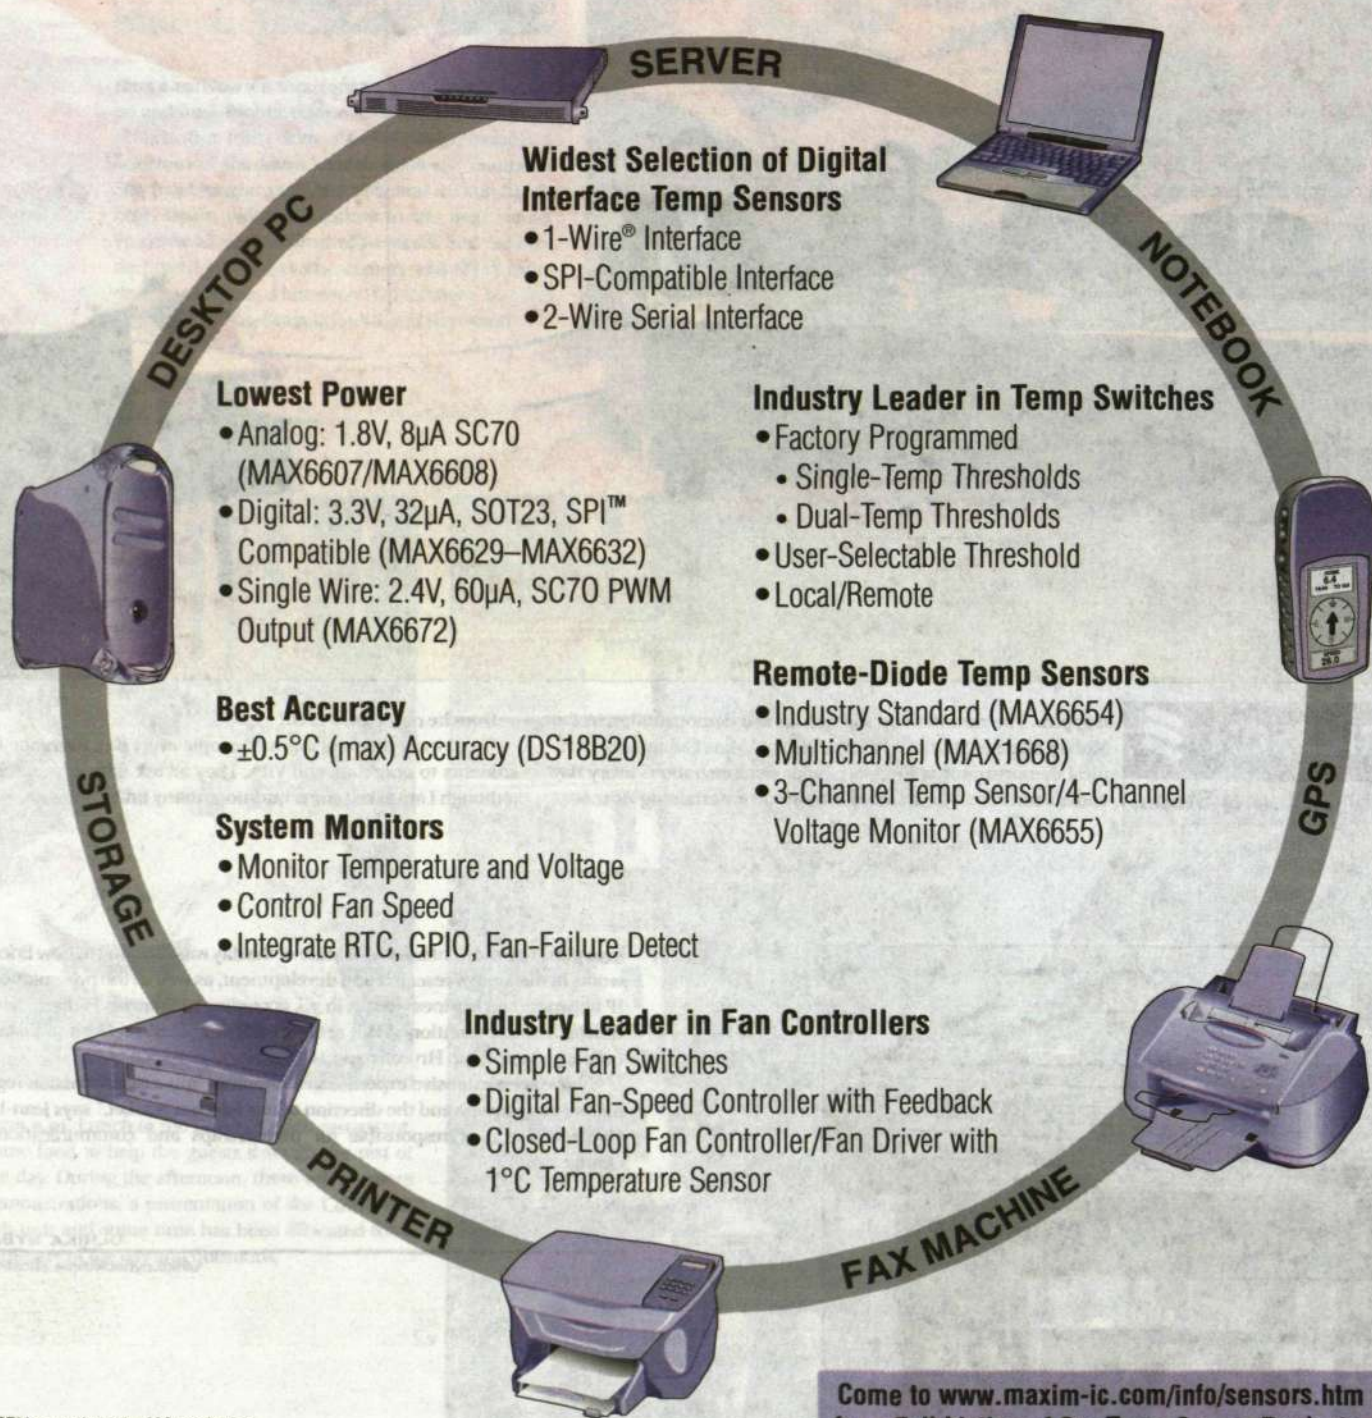 SERVER
DESKTOP PC
NOTEBOOK
Widest Selection of Digital
Interface Temp Sensors
•1-Wire® Interface
•SPI-Compatible Interface
•2-Wire Serial Interface
Lowest Power
•Analog: 1.8V, 8µA SC70
(MAX6607/MAX6608)
•Digital: 3.3V, 32µA, SOT23, SPI™
Compatible (MAX6629–MAX6632)
•Single Wire: 2.4V, 60µA, SC70 PWM
Output (MAX6672)
Industry Leader in Temp Switches
•Factory Programmed
• Single-Temp Thresholds
• Dual-Temp Thresholds
•User-Selectable Threshold
•Local/Remote
Best Accuracy
•±0.5°C (max) Accuracy (DS18B20)
Remote-Diode Temp Sensors
•Industry Standard (MAX6654)
•Multichannel (MAX1668)
•3-Channel Temp Sensor/4-Channel
Voltage Monitor (MAX6655)
System Monitors
•Monitor Temperature and Voltage
•Control Fan Speed
•Integrate RTC, GPIO, Fan-Failure Detect
STORAGE
GPS
Industry Leader in Fan Controllers
•Simple Fan Switches
•Digital Fan-Speed Controller with Feedback
•Closed-Loop Fan Controller/Fan Driver with
1°C Temperature Sensor
PRINTER
FAX MACHINE
Come to www.maxim-ic.com/info/sensors.htm